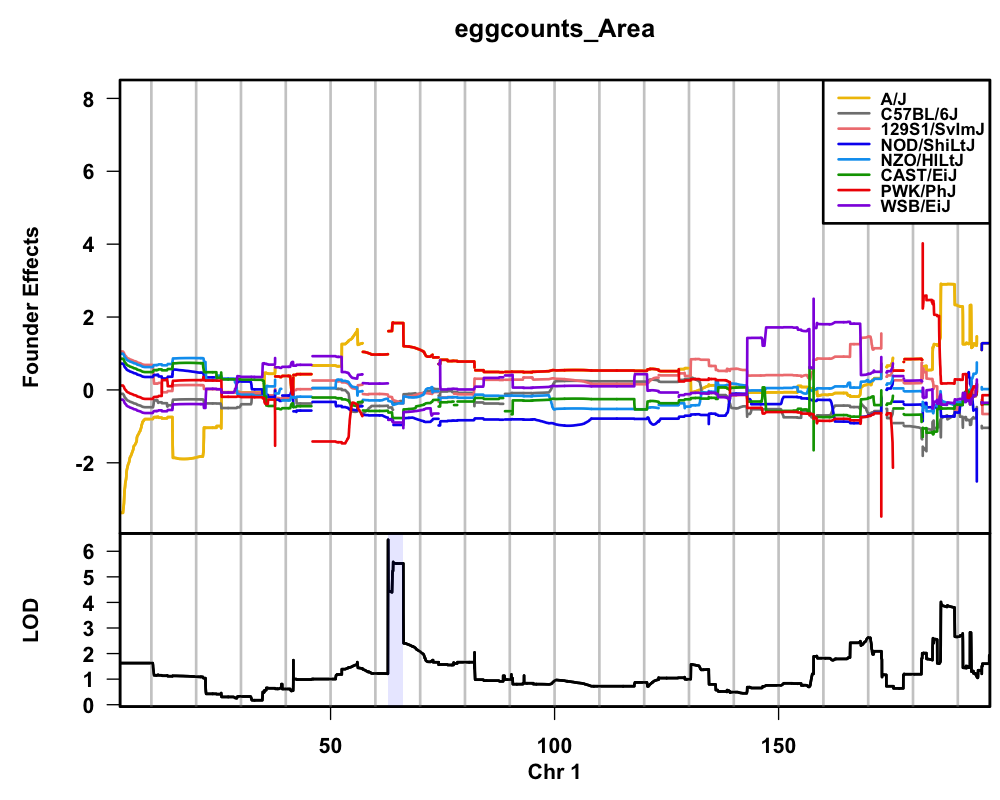 eggcounts_Area
8
6
4
2
0
-2
Founder Effects
A/J
C57BL/6J
129S1/SvImJ
NOD/ShiLtJ
NZO/HlLtJ
CAST/EiJ
PWK/PhJ
WSB/EiJ
6
5
4
3
2
1
0
LOD
50 100 150
Chr 1